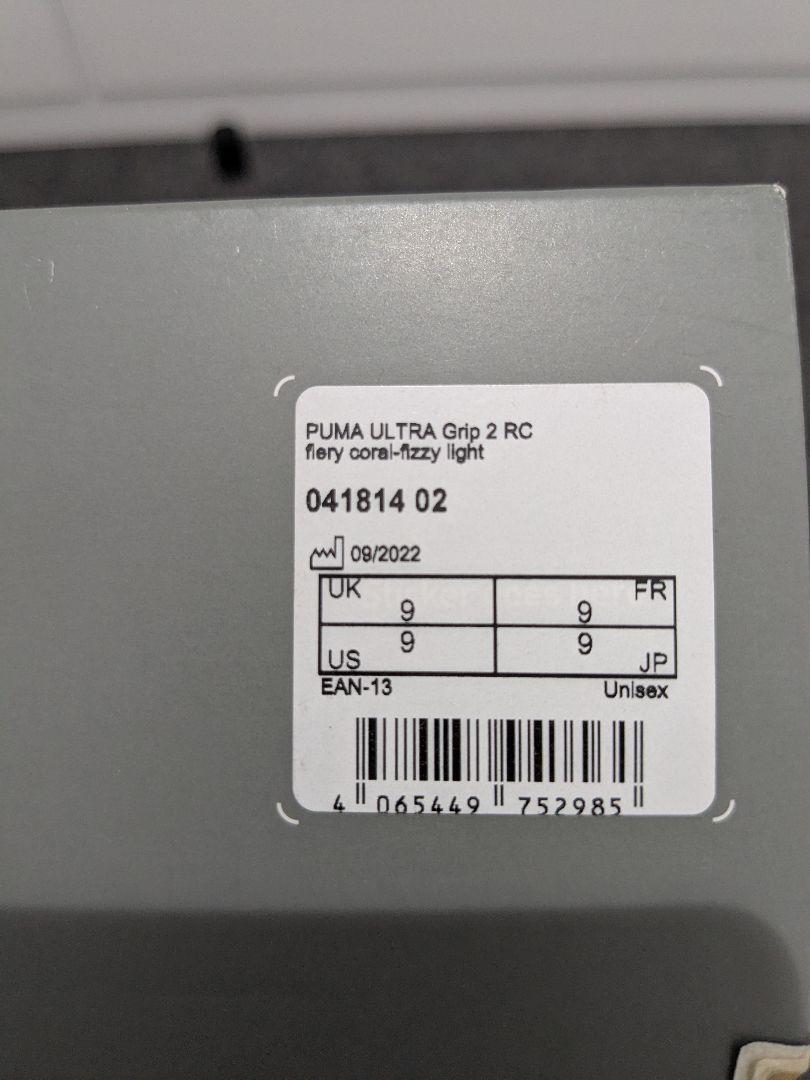 PUMA ULTRA Grip 2 RC
fiery coral-fizzy light
041814 02
09/2022
UK 9 9 FR
US 9 9 JP
EAN-13 Unisex
4 065449 752985